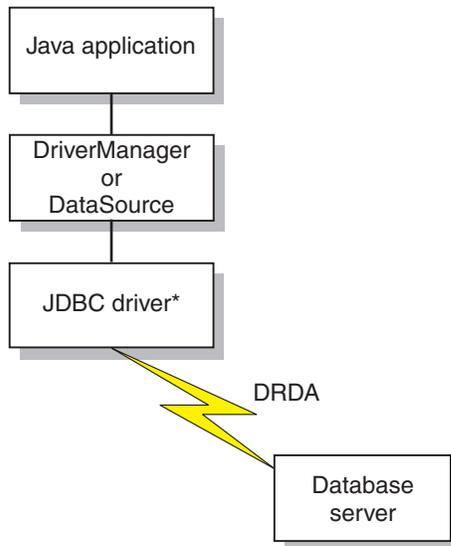 Java application
DriverManager
or
DataSource
JDBC driver*
DRDA
Database
server